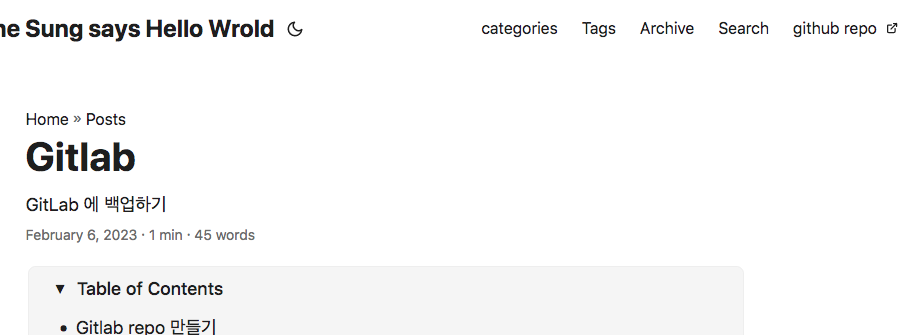 ne Sung says Hello Wrold
categories Tags Archive Search github repo
Home » Posts
Gitlab
GitLab 에 백업하기
February 6, 2023 · 1 min · 45 words
▼ Table of Contents
• Gitlab repo 만들기